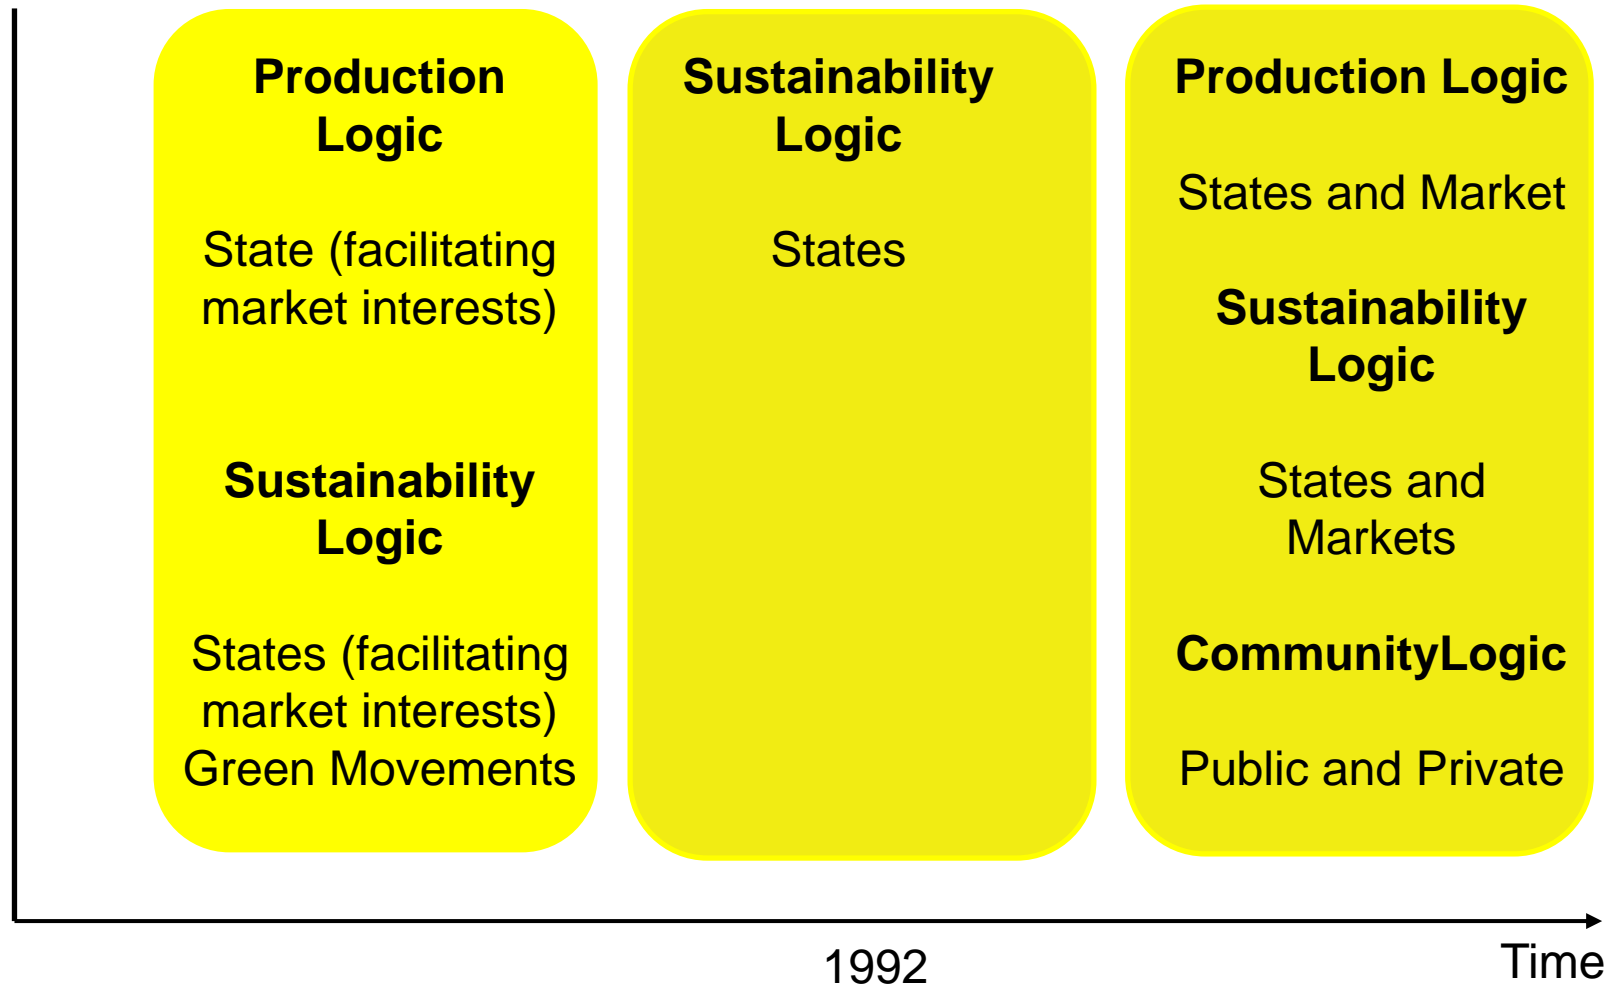 Production
Logic
State (facilitating
market interests)
Sustainability
Logic
States (facilitating
market interests)
Green Movements
Sustainability
Logic
States
Production Logic
States and Market
Sustainability
Logic
States and
Markets
CommunityLogic
Public and Private
1992
Time